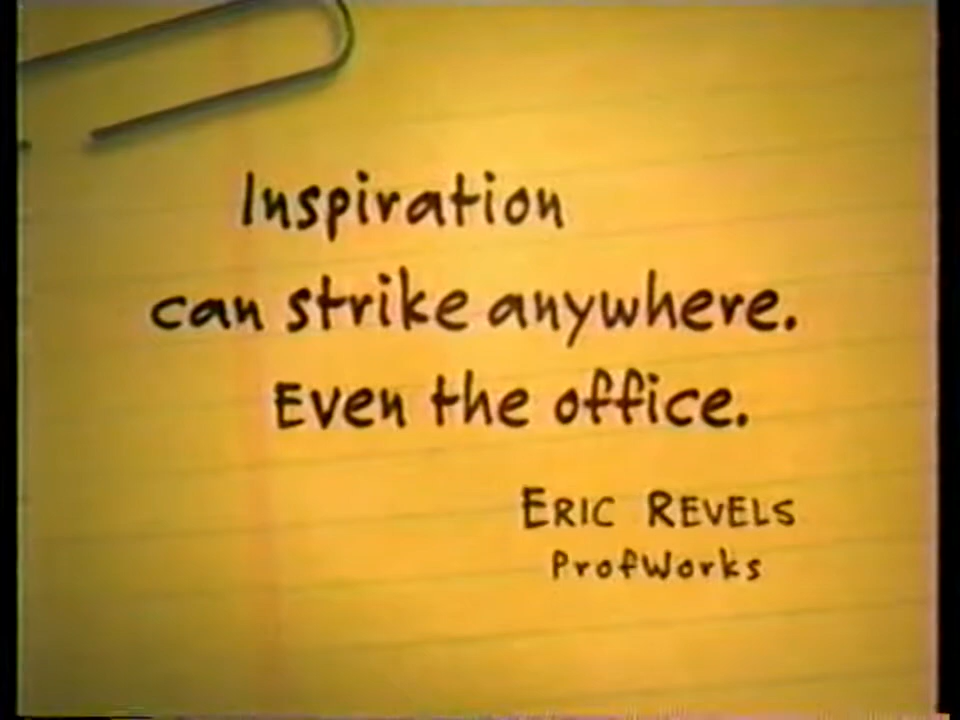 Inspiration
can strike anywhere.
Even the office.
ERIC REVELS
ProfWorks